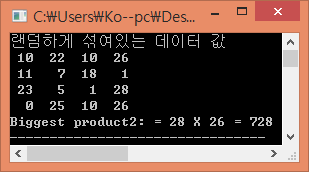 C:₩Users₩Ko--pc₩Des...
랜덤하게 섞여있는 데이터 값
10 22 10 26
11 7 18 1
23 5 1 28
0 25 10 26
Biggest product2: = 28 X 26 = 728
--------------------------------